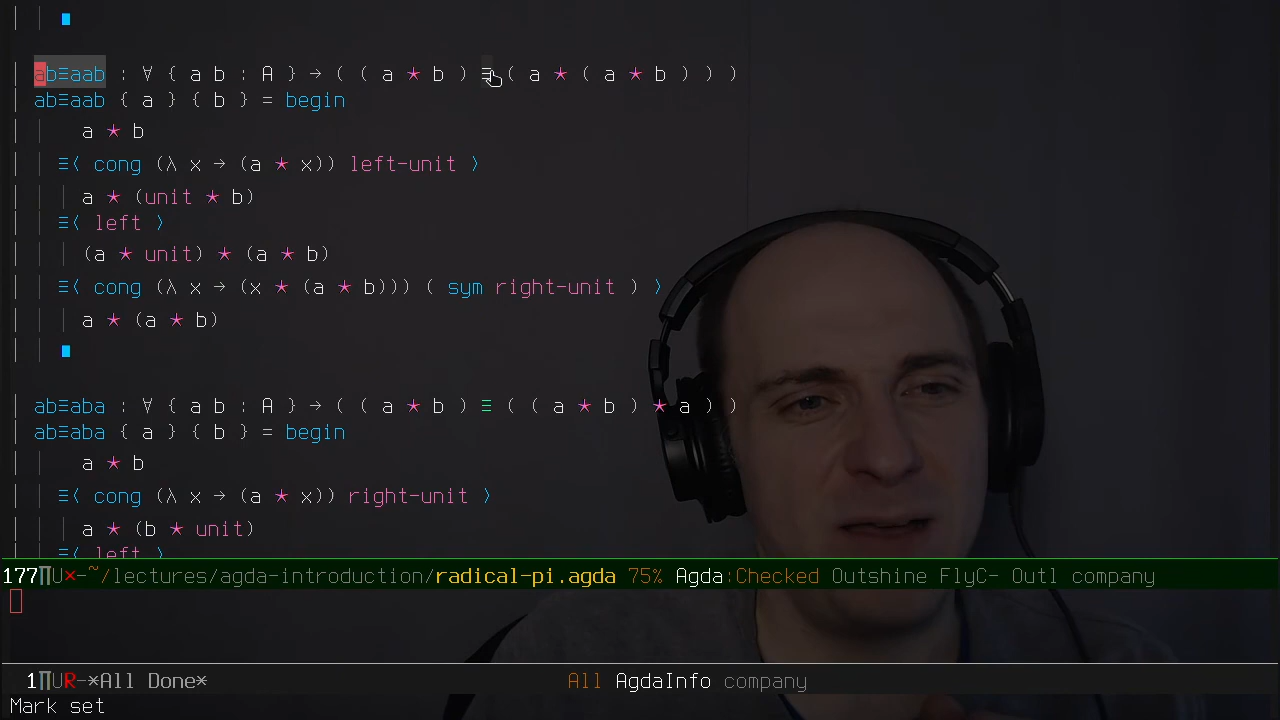 ab≡aab : ∀ { a b : A } → ( ( a ⋆ b ) ≡ ( a ⋆ ( a ⋆ b ) ) )
ab≡aab { a } { b } = begin
a ⋆ b
≡⟨ cong (λ x → (a ⋆ x)) left-unit ⟩
a ⋆ (unit ⋆ b)
≡⟨ left ⟩
(a ⋆ unit) ⋆ (a ⋆ b)
≡⟨ cong (λ x → (x ⋆ (a ⋆ b))) ( sym right-unit ) ⟩
a ⋆ (a ⋆ b)
∎
ab≡aba : ∀ { a b : A } → ( ( a ⋆ b ) ≡ ( ( a ⋆ b ) ⋆ a ) )
ab≡aba { a } { b } = begin
a ⋆ b
≡⟨ cong (λ x → (a ⋆ x)) right-unit ⟩
a ⋆ (b ⋆ unit)
≡⟨ left ⟩
177∏U×-~/lectures/agda-introduction/radical-pi.agda 75% Agda:Checked Outshine FlyC- Outl company
1∏UR-*All Done* All AgdaInfo company
Mark set